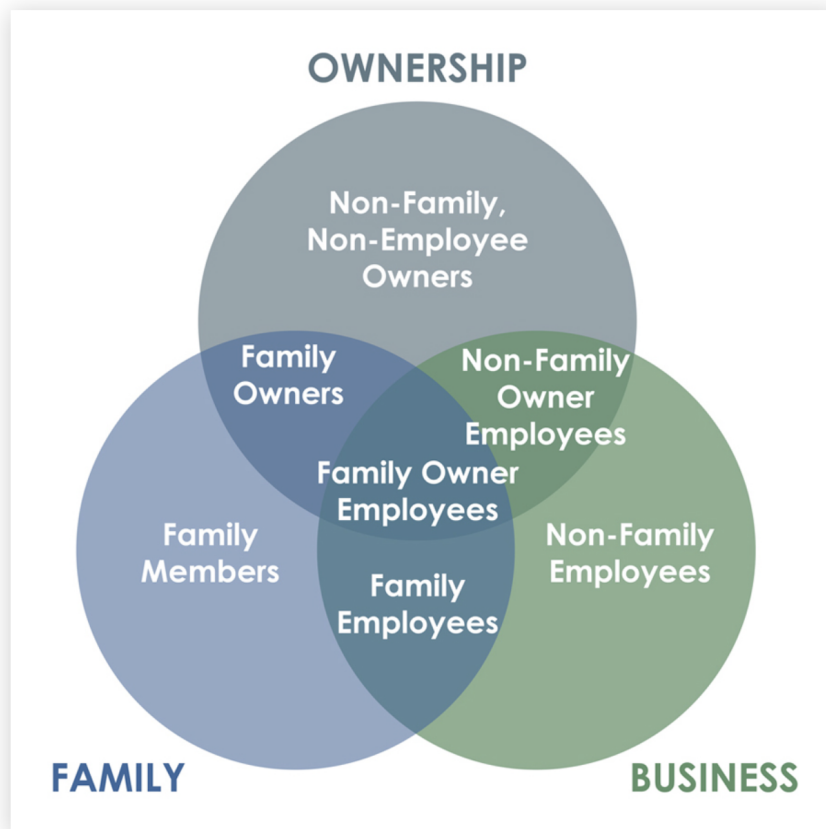 OWNERSHIP
Non-Family,
Non-Employee
Owners
Family
Owners
Non-Family
Owner
Employees
Family Owner
Employees
Family
Members
Non-Family
Employees
Family
Employees
FAMILY
BUSINESS